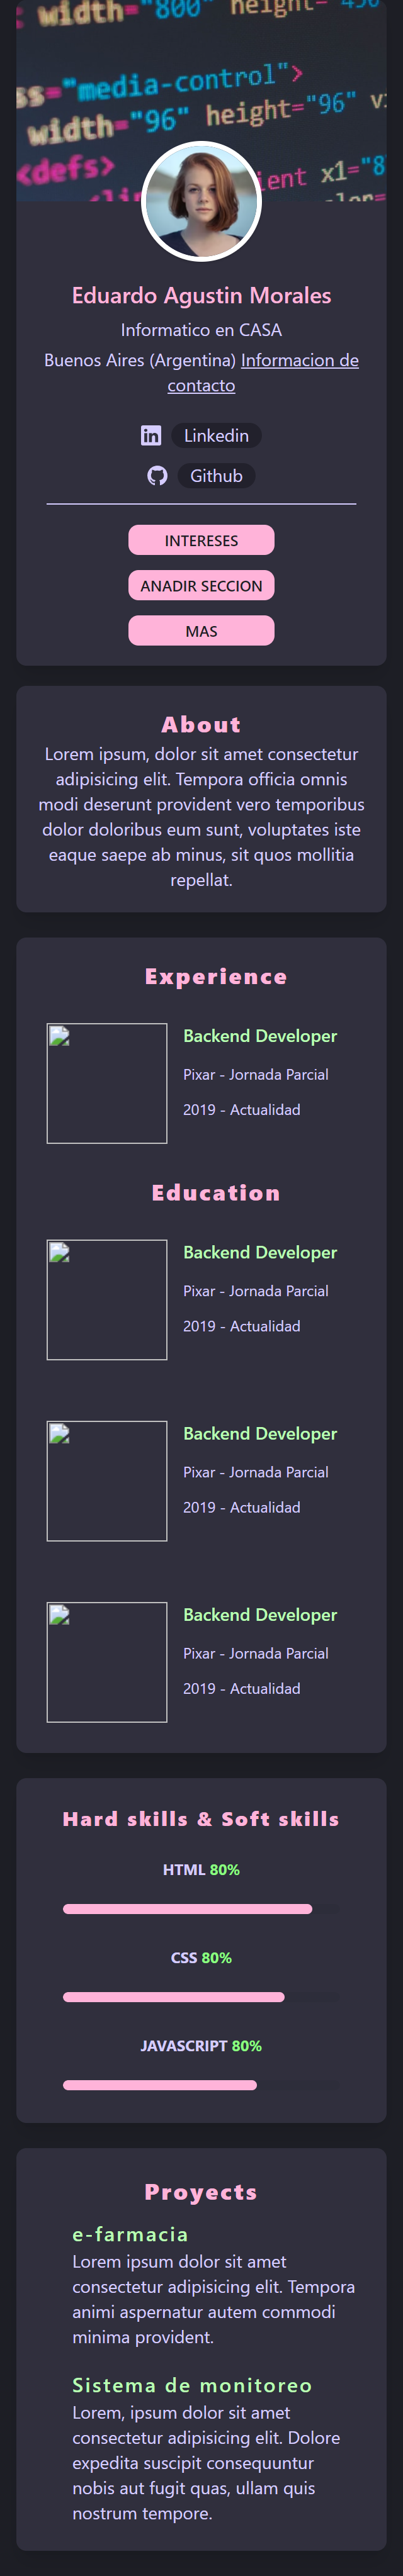 width="800" height="
ss="media-control">
width="96" height="96"
<defs>
ient x1="8
Eduardo Agustin Morales
Informatico en CASA
Buenos Aires (Argentina) Informacion de
contacto
Linkedin
Github
INTERESES
ANADIR SECCION
MAS
About
Lorem ipsum, dolor sit amet consectetur
adipisicing elit. Tempora officia omnis
modi deserunt provident vero temporibus
dolor doloribus eum sunt, voluptates iste
eaque saepe ab minus, sit quos mollitia
repellat.
Experience
Backend Developer
Pixar - Jornada Parcial
2019 - Actualidad
Education
Backend Developer
Pixar - Jornada Parcial
2019 - Actualidad
Backend Developer
Pixar - Jornada Parcial
2019 - Actualidad
Backend Developer
Pixar - Jornada Parcial
2019 - Actualidad
Hard skills & Soft skills
HTML 80%
CSS 80%
JAVASCRIPT 80%
Proyects
e-farmacia
Lorem ipsum dolor sit amet
consectetur adipisicing elit. Tempora
animi aspernatur autem commodi
minima provident.
Sistema de monitoreo
Lorem, ipsum dolor sit amet
consectetur adipisicing elit. Dolore
expedita suscipit consequuntur
nobis aut fugit quas, ullam quis
nostrum tempore.